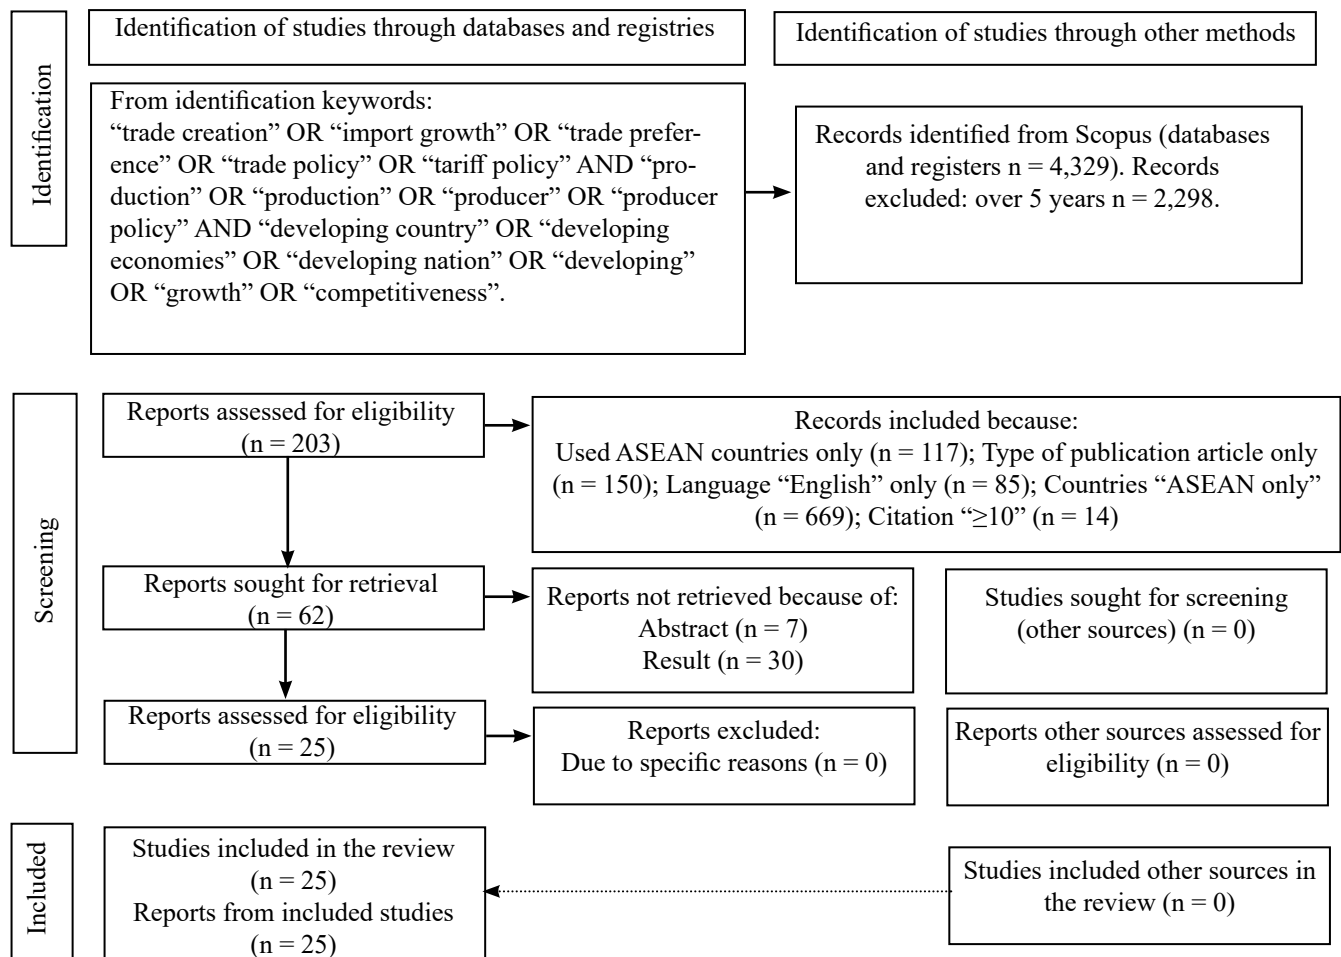 Identification
Identification of studies through databases and registries
Identification of studies through other methods
From identification keywords:
“trade creation” OR “import growth” OR “trade prefer-
ence” OR “trade policy” OR “tariff policy” AND “pro-
duction” OR “production” OR “producer” OR “producer
policy” AND “developing country” OR “developing
economies” OR “developing nation” OR “developing”
OR “growth” OR “competitiveness”.
Records identified from Scopus (databases
and registers n = 4,329). Records
excluded: over 5 years n = 2,298.
Screening
Reports assessed for eligibility
(n = 203)
Records included because:
Used ASEAN countries only (n = 117); Type of publication article only
(n = 150); Language “English” only (n = 85); Countries “ASEAN only”
(n = 669); Citation “≥10” (n = 14)
Reports sought for retrieval
(n = 62)
Reports not retrieved because of:
Abstract (n = 7)
Result (n = 30)
Studies sought for screening
(other sources) (n = 0)
Reports assessed for eligibility
(n = 25)
Reports excluded:
Due to specific reasons (n = 0)
Reports other sources assessed for
eligibility (n = 0)
Included
Studies included in the review
(n = 25)
Reports from included studies
(n = 25)
Studies included other sources in
the review (n = 0)